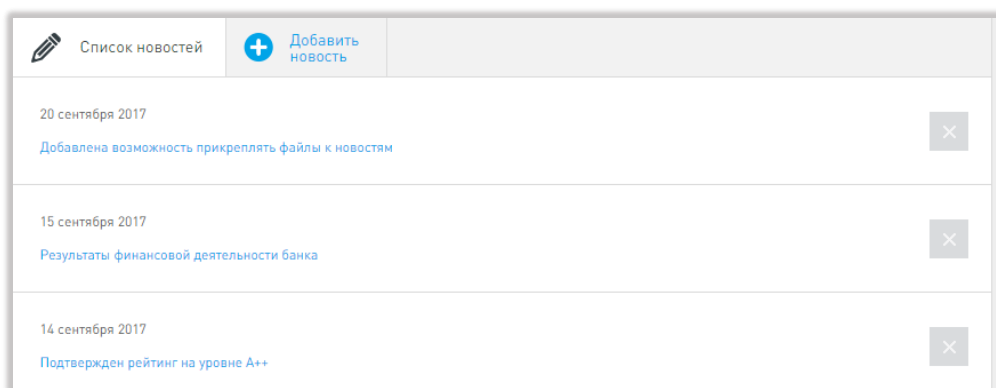 Список новостей
Добавить
новость
20 сентября 2017
Добавлена возможность прикреплять файлы к новостям
15 сентября 2017
Результаты финансовой деятельности банка
14 сентября 2017
Подтвержден рейтинг на уровне А++